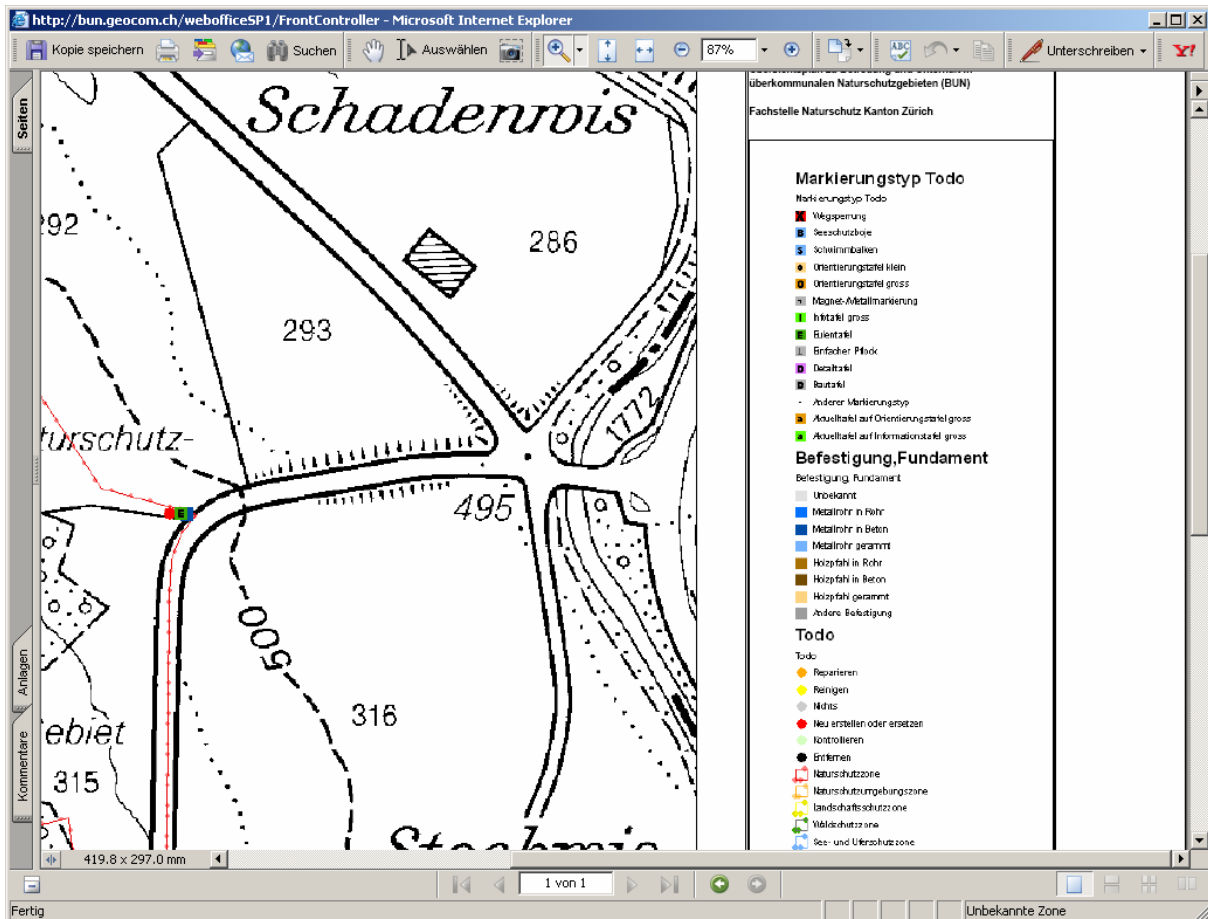 http://bun.geocom.ch/webofficeSP1/FrontController - Microsoft Internet Explorer
Kopie speichern
Suchen
Auswählen
87%
Unterschreiben
Y!
Seiten
Anlagen
Kommentare
überkommunalen Naturschutzgebieten (BUN)
Fachstelle Naturschutz Kanton Zürich
Schadenwis
292
286
293
1772
turschutz-
495
500
316
ebiet
315
Markierungstyp Todo
Markierungstyp Todo
X Wegsperrung
B Seeschutzboje
S Schwimmbalken
o Orientierungstafel klein
O Orientierungstafel gross
Magnet-/Metallmarkierung
I Infotafel gross
E Eulentafel
L Einfacher Pflock
D Detailtafel
Bautafel
Anderer Markierungstyp
a Aktuelltafel auf Orientierungstafel gross
a Aktuelltafel auf Informationstafel gross
E
Befestigung,Fundament
Befestigung, Fundament
Unbekannt
Metallrohr in Rohr
Metallrohr in Beton
Metallrohr gerammt
Holzpfahl in Rohr
Holzpfahl in Beton
Holzpfahl gerammt
Andere Befestigung
Todo
Todo
Reparieren
Reinigen
Nichts
Neu erstellen oder ersetzen
Kontrollieren
Entfernen
Naturschutzzone
Naturschutzumgebungszone
Landschaftsschutzzone
Waldschutzzone
See- und Uferschutzzone
419.8 x 297.0 mm
1 von 1
Fertig
Unbekannte Zone